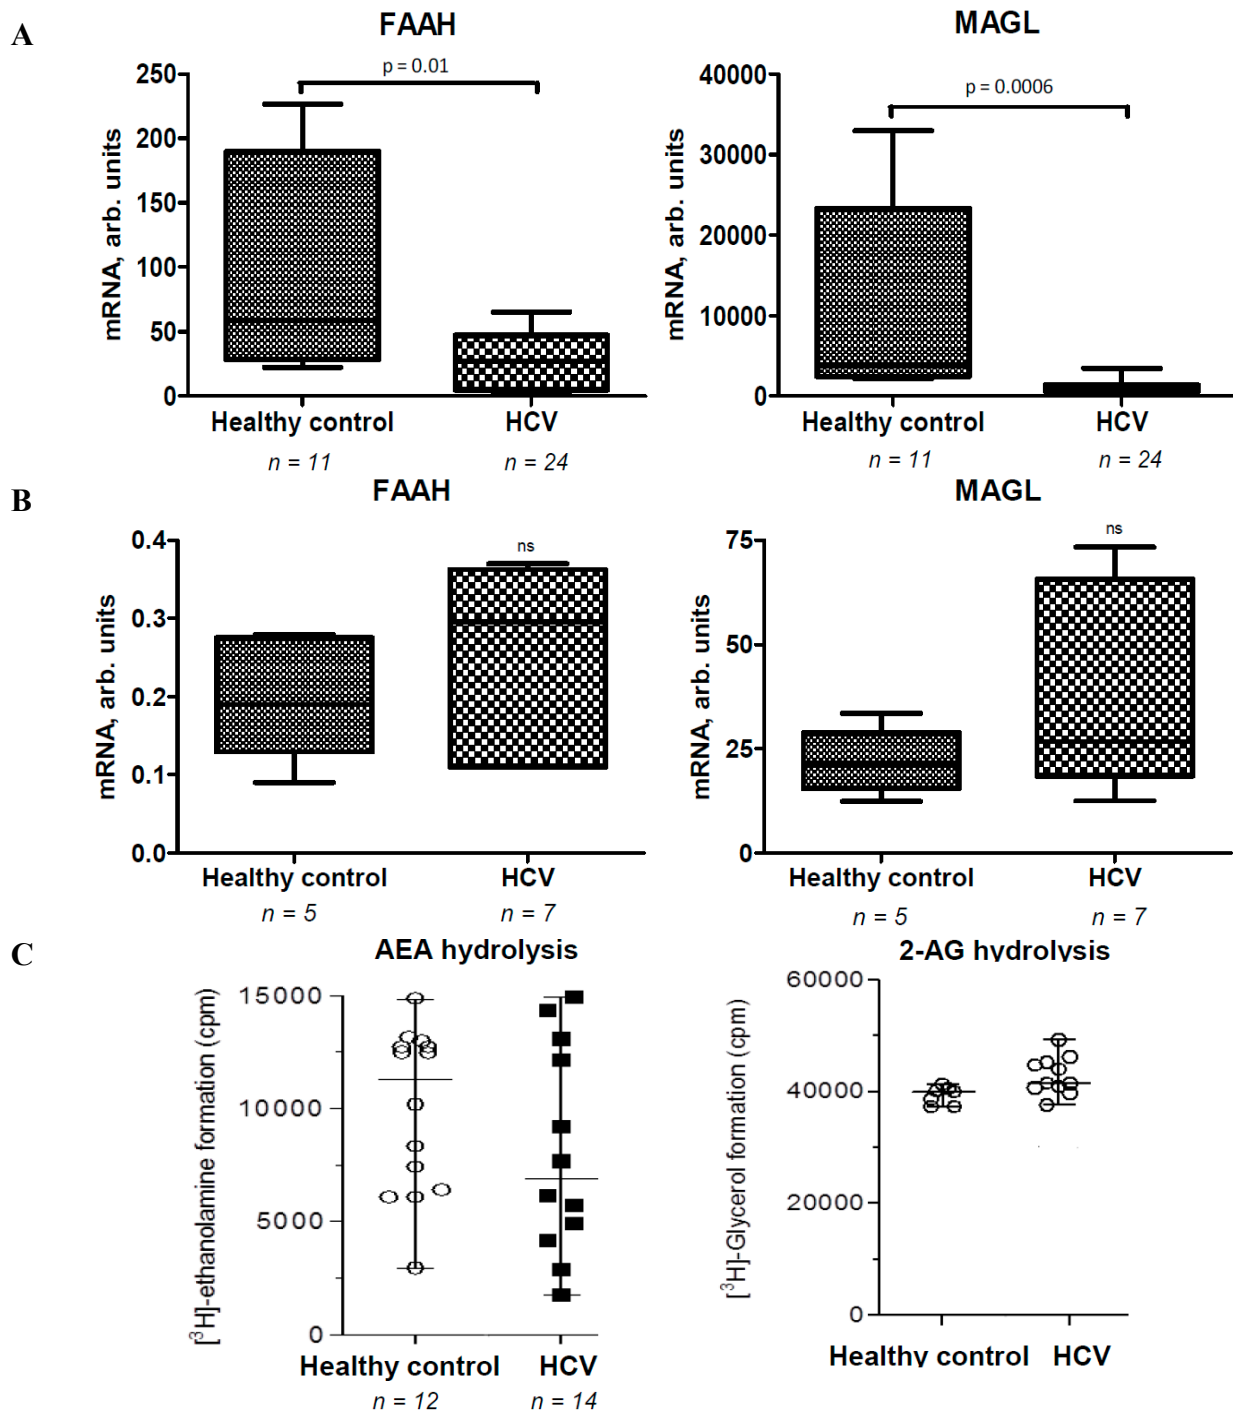 A
FAAH
MAGL
p = 0.01
p = 0.0006
mRNA, arb. units
250
200
150
100
50
0
Healthy control
HCV
n = 11
n = 24
mRNA, arb. units
40000
30000
20000
10000
0
Healthy control
HCV
n = 11
n = 24
B
FAAH
MAGL
ns
mRNA, arb. units
0.4
0.3
0.2
0.1
0.0
Healthy control
HCV
n = 5
n = 7
ns
mRNA, arb. units
75
50
25
0
Healthy control
HCV
n = 5
n = 7
C
AEA hydrolysis
[³H]-ethanolamine formation (cpm)
15000
10000
5000
0
Healthy control
HCV
n = 12
n = 14
2-AG hydrolysis
[³H]-Glycerol formation (cpm)
60000
40000
20000
0
Healthy control
HCV